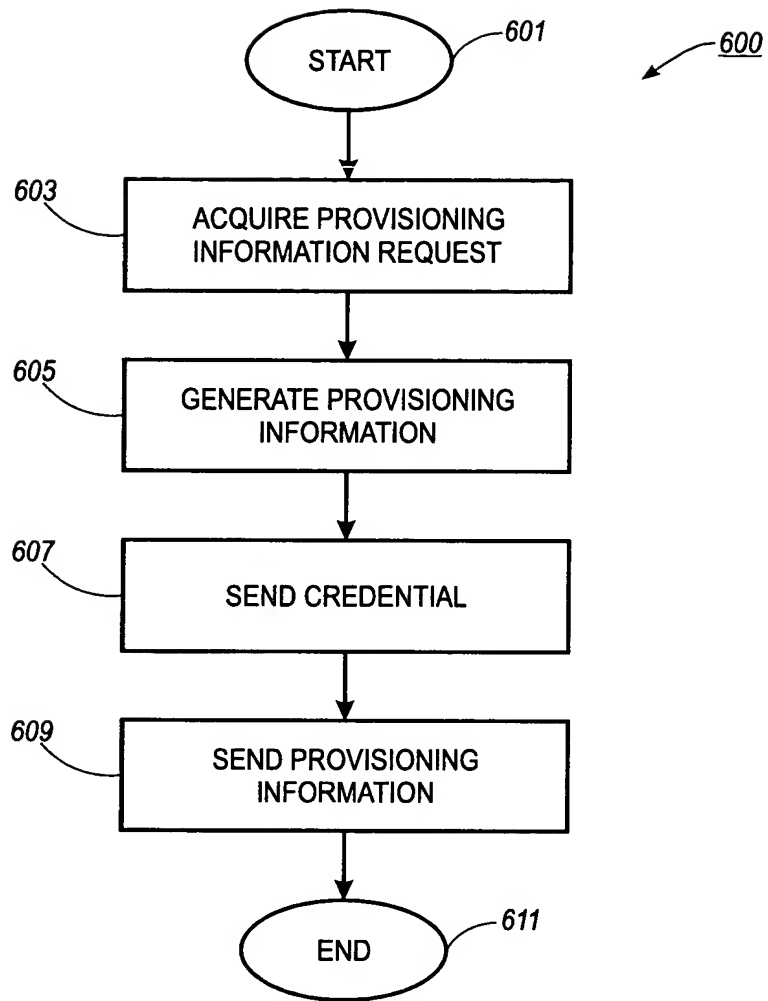 601
START
600
603
ACQUIRE PROVISIONING
INFORMATION REQUEST
605
GENERATE PROVISIONING
INFORMATION
607
SEND CREDENTIAL
609
SEND PROVISIONING
INFORMATION
END
611